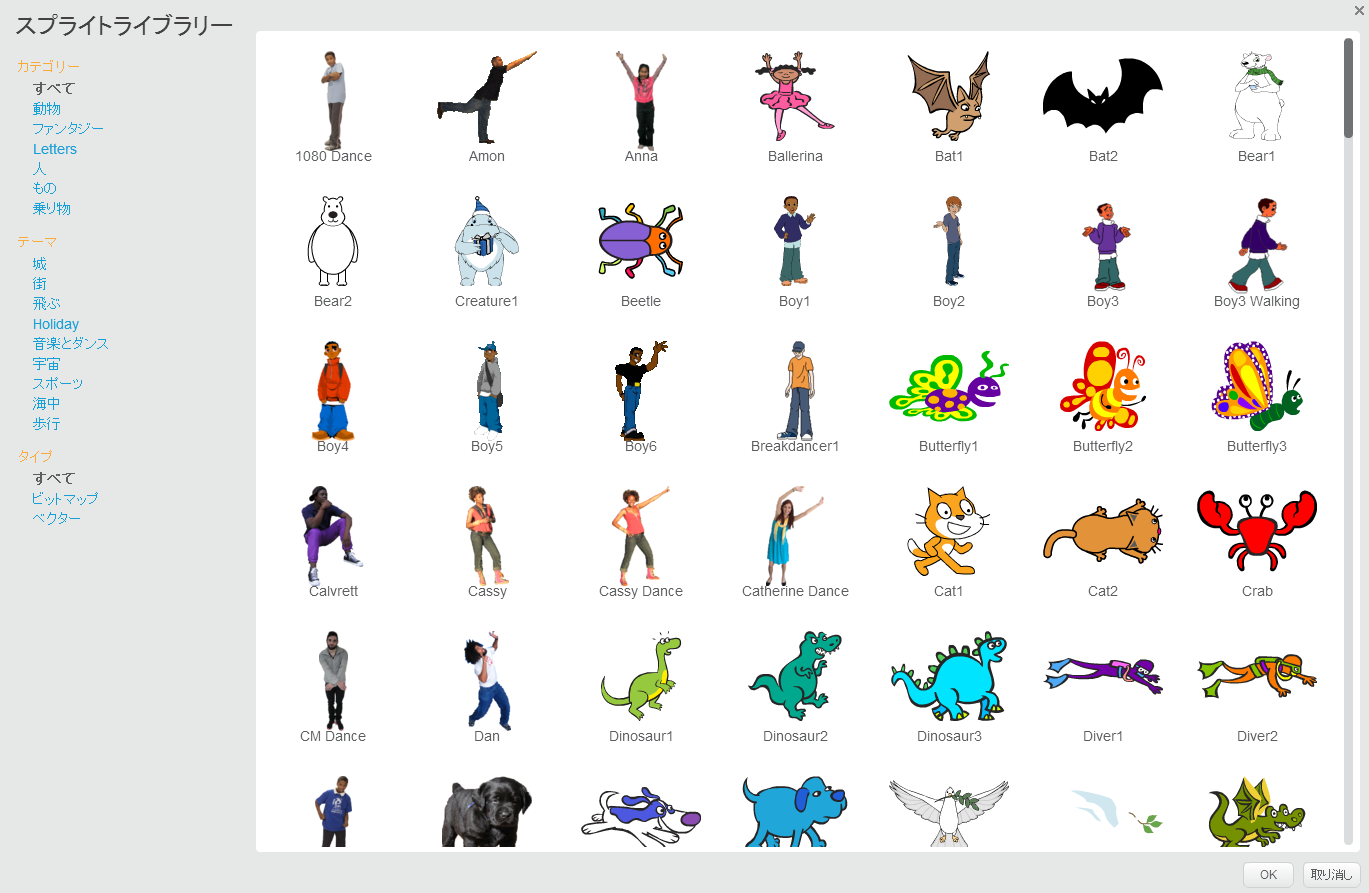 スプライトライブラリー
×
カテゴリー
すべて
動物
ファンタジー
Letters
人
もの
乗り物
テーマ
城
街
飛ぶ
Holiday
音楽とダンス
宇宙
スポーツ
海中
歩行
タイプ
すべて
ビットマップ
ベクター
1080 Dance Amon Anna Ballerina Bat1 Bat2 Bear1
Bear2 Creature1 Beetle Boy1 Boy2 Boy3 Boy3 Walking
Boy4 Boy5 Boy6 Breakdancer1 Butterfly1 Butterfly2 Butterfly3
Calvrett Cassy Cassy Dance Catherine Dance Cat1 Cat2 Crab
CM Dance Dan Dinosaur1 Dinosaur2 Dinosaur3 Diver1 Diver2
OK 取り消し